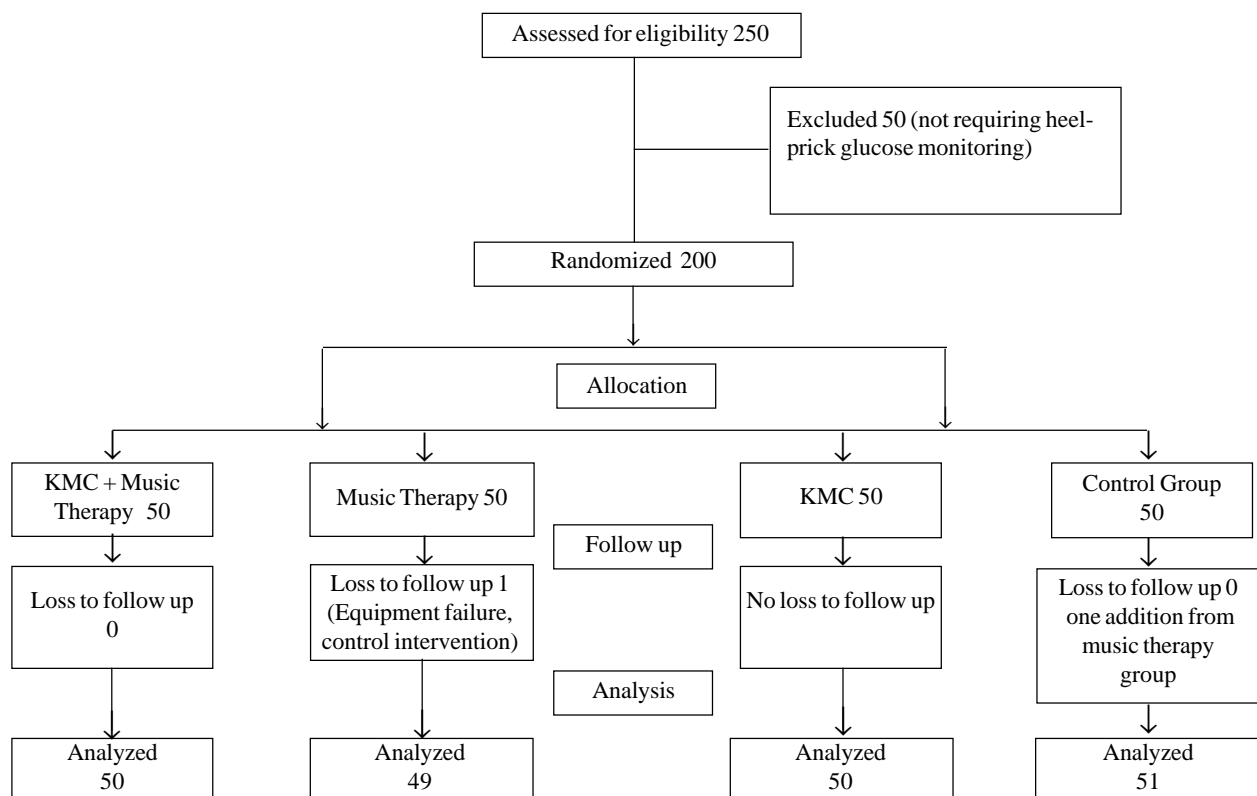 Assessed for eligibility 250
Excluded 50 (not requiring heel-
prick glucose monitoring)
Randomized 200
Allocation
KMC + Music
Therapy 50
Music Therapy 50
KMC 50
Control Group
50
Follow up
Loss to follow up
0
Loss to follow up 1
(Equipment failure,
control intervention)
No loss to follow up
Loss to follow up 0
one addition from
music therapy
group
Analysis
Analyzed
50
Analyzed
49
Analyzed
50
Analyzed
51